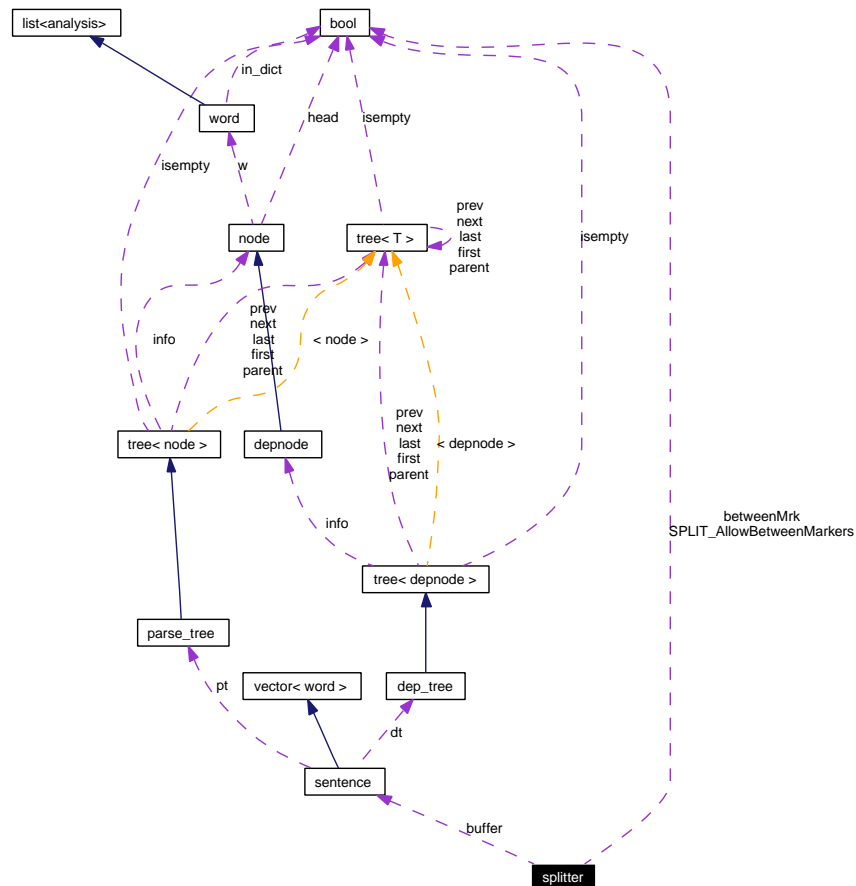 list<analysis>
bool
in_dict
word
head
isempty
isempty
w
prev
next
last
first
parent
node
tree< T >
isempty
prev
next
last
first
parent
info
< node >
prev
next
last
first
parent
tree< node >
depnode
< depnode >
betweenMrk
SPLIT_AllowBetweenMarkers
info
tree< depnode >
parse_tree
pt
vector< word >
dep_tree
dt
sentence
buffer
splitter